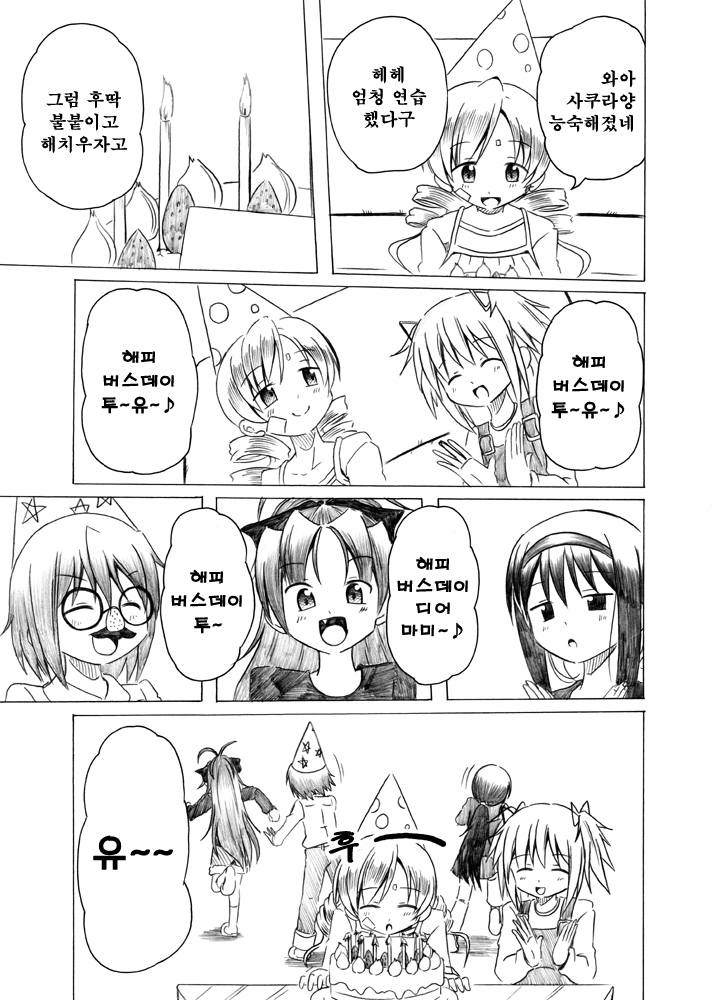 와아
사쿠라양
능숙해졌네
헤헤
엄청 연습
했다구
그럼 후딱
불붙이고
해치우자고
해피
버스데이
투~유~♪
해피
버스데이
투~유~♪
해피
버스데이
디어
마미~♪
해피
버스데이
투~
유~~
후